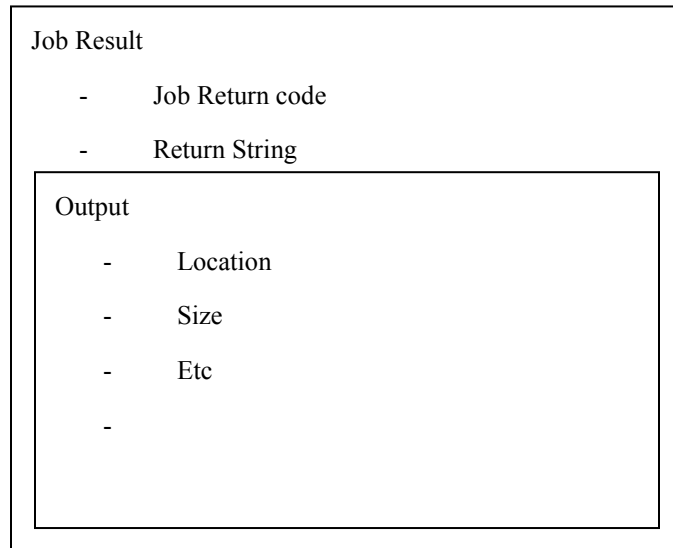 Job Result
- Job Return code
- Return String
Output
- Location
- Size
- Etc
-